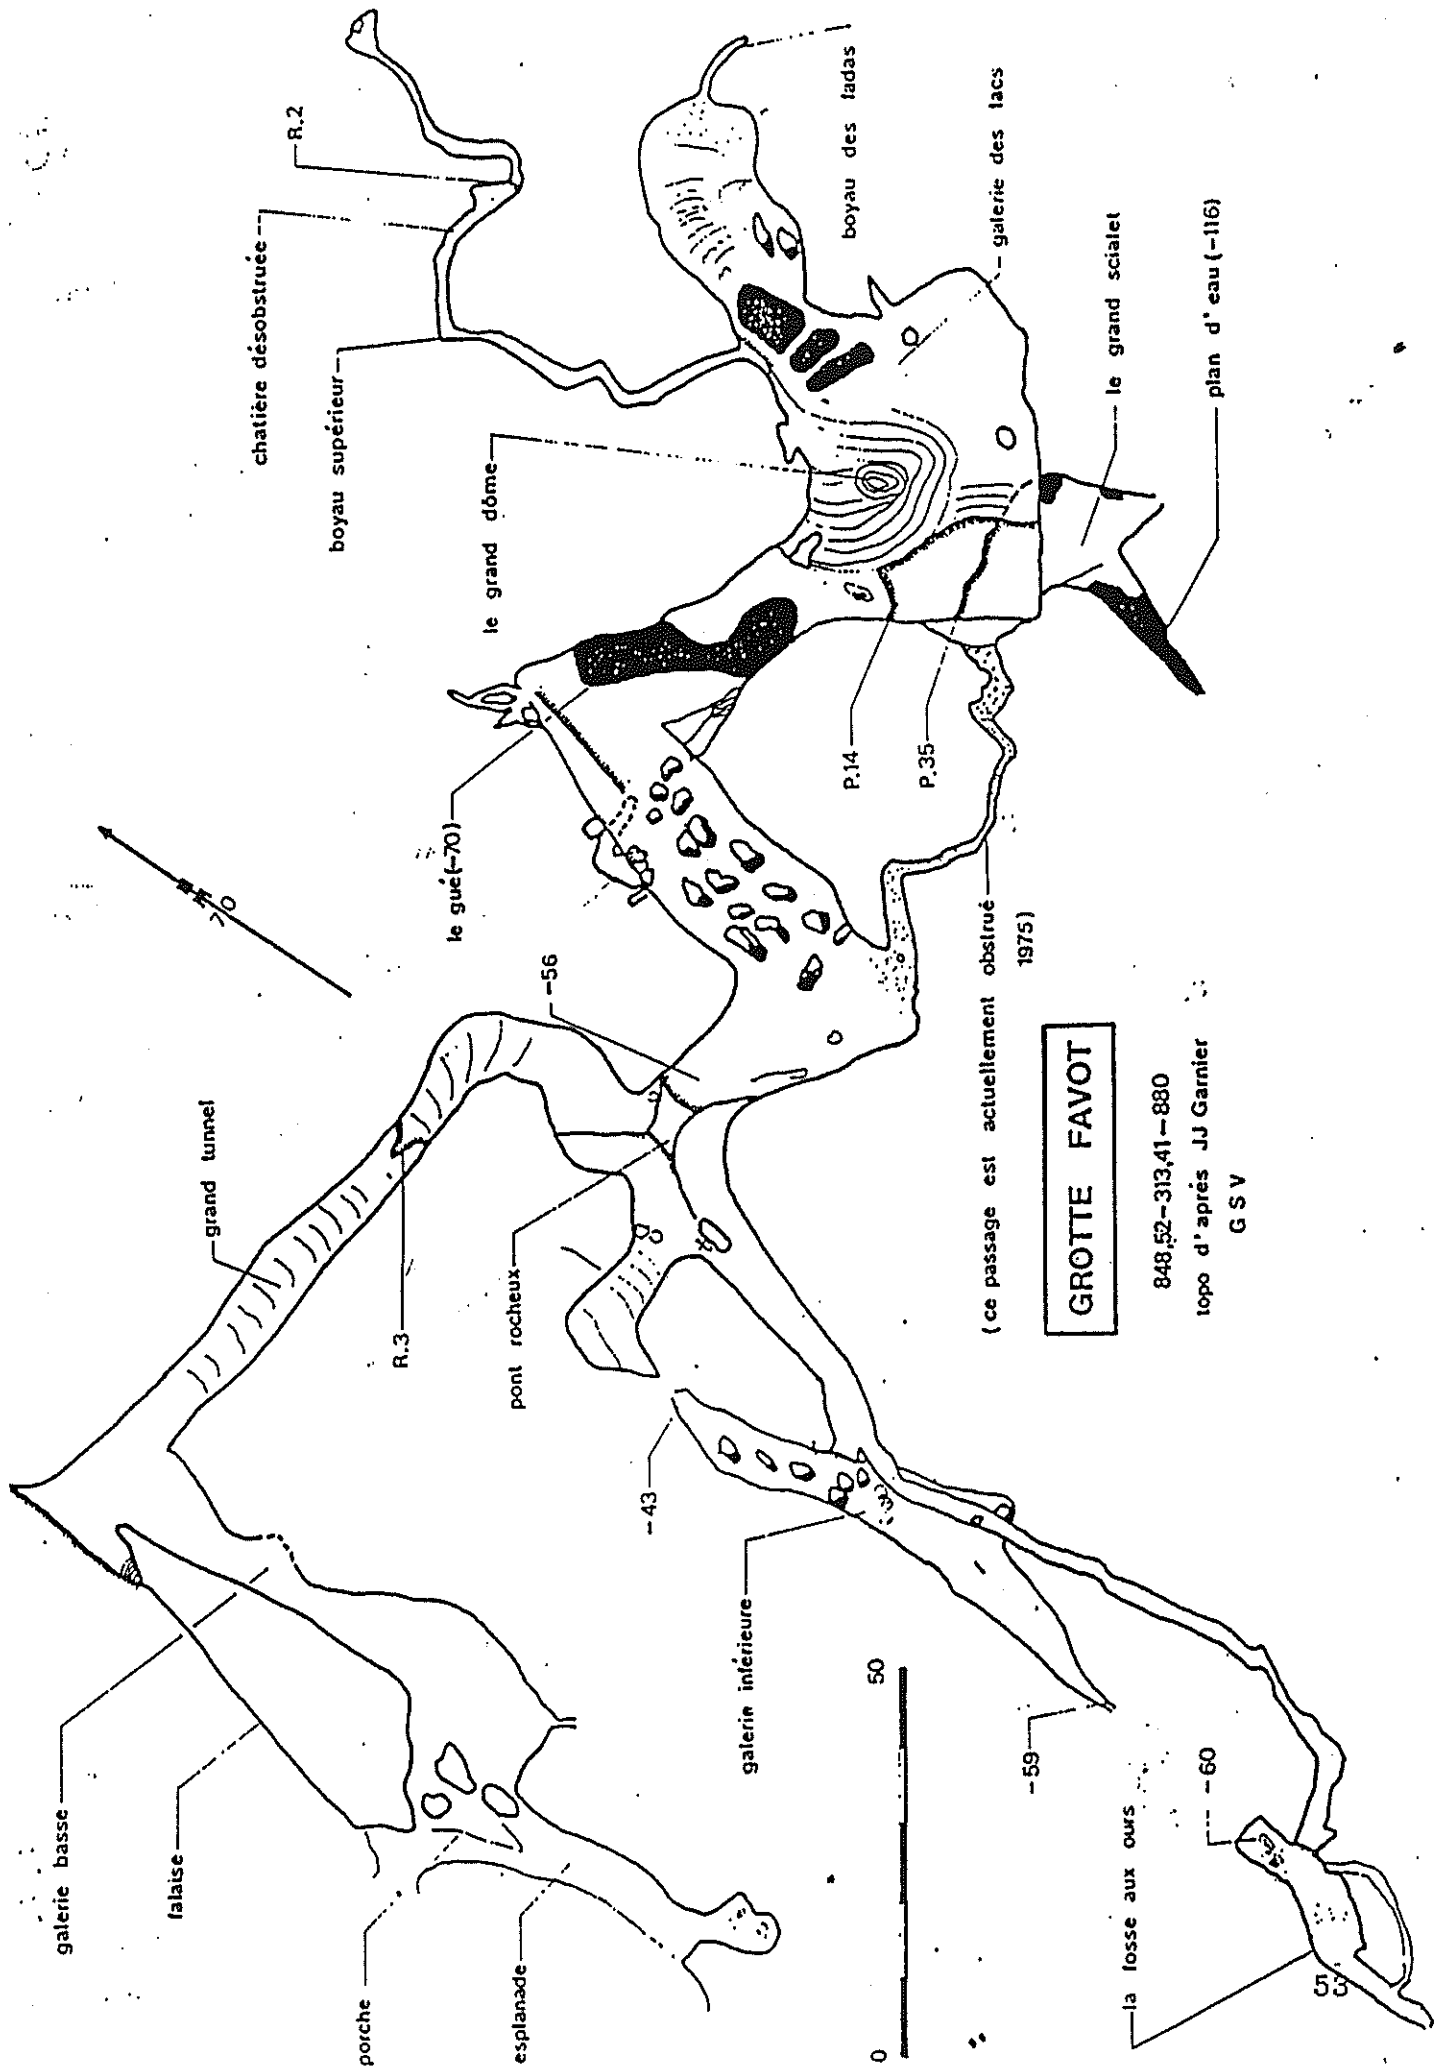 R.2
chatière désobstruée
boyau supérieur
le grand dôme
boyau des fadas
galerie des lacs
le grand scialet
plan d'eau (-116)
le gué (-70)
P.14
P.35
-56
(ce passage est actuellement obstrué
1975)
grand tunnel
R.3
pont rocheux
-43
galerie inférieure
-59
-60
la fosse aux ours
galerie basse
falaise
porche
esplanade
0
50
GROTTE FAVOT
848,52-313,41-880
topo d'après JJ Garnier
G S V
53